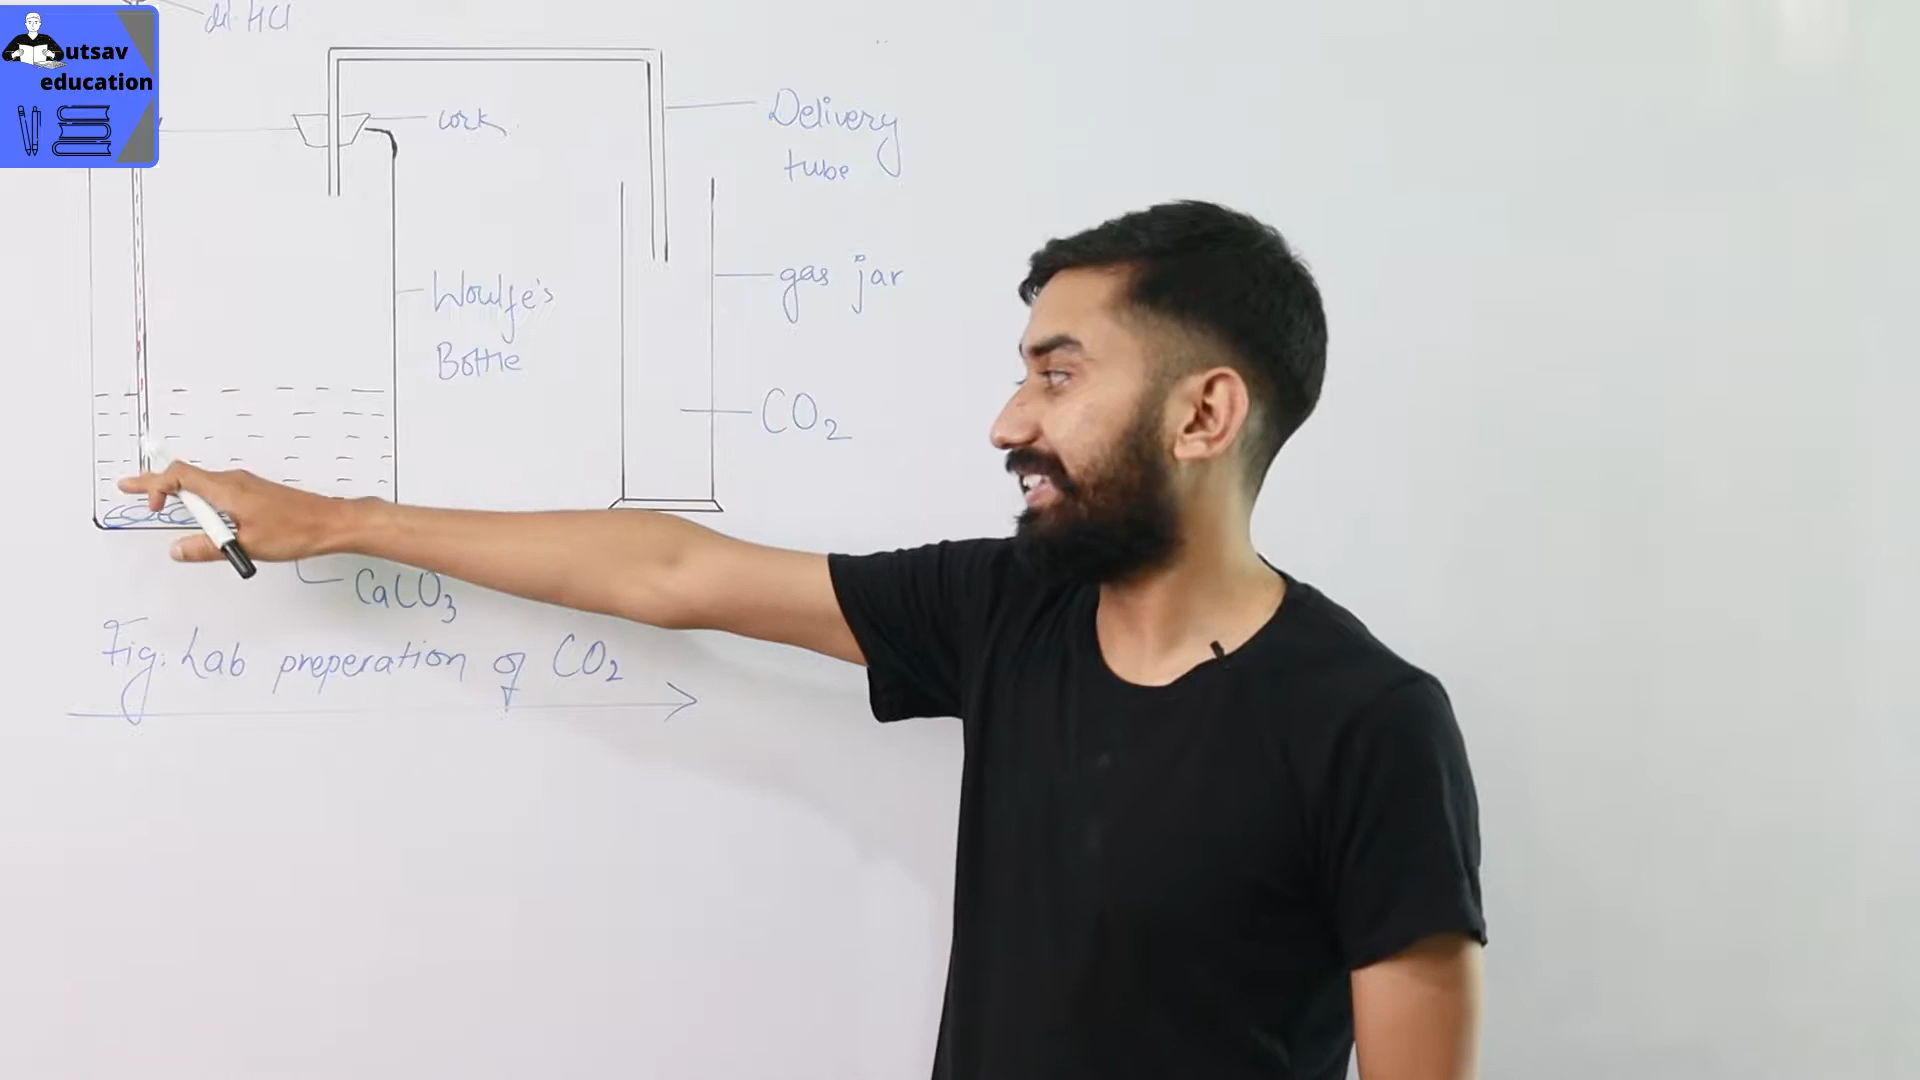 dil HCl
utsav
education
cork
Delivery
tube
gas jar
Woulfe's
Bottle
CO2
CaCO3
Fig: Lab preperation of CO2